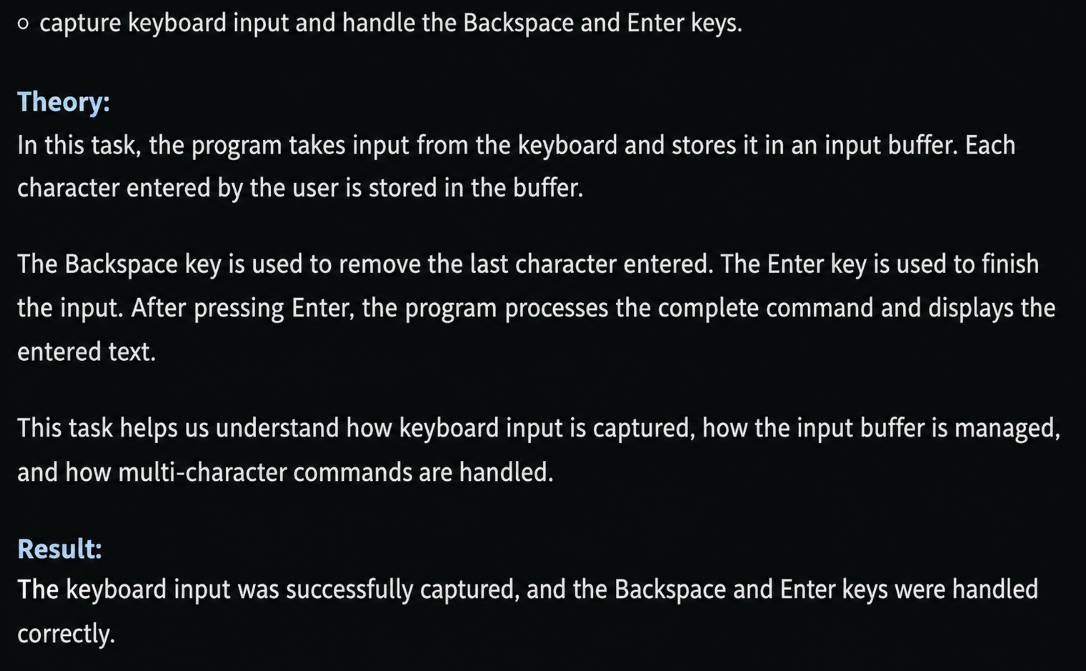 ○ capture keyboard input and handle the Backspace and Enter keys.
Theory:
In this task, the program takes input from the keyboard and stores it in an input buffer. Each
character entered by the user is stored in the buffer.
The Backspace key is used to remove the last character entered. The Enter key is used to finish
the input. After pressing Enter, the program processes the complete command and displays the
entered text.
This task helps us understand how keyboard input is captured, how the input buffer is managed,
and how multi-character commands are handled.
Result:
The keyboard input was successfully captured, and the Backspace and Enter keys were handled
correctly.